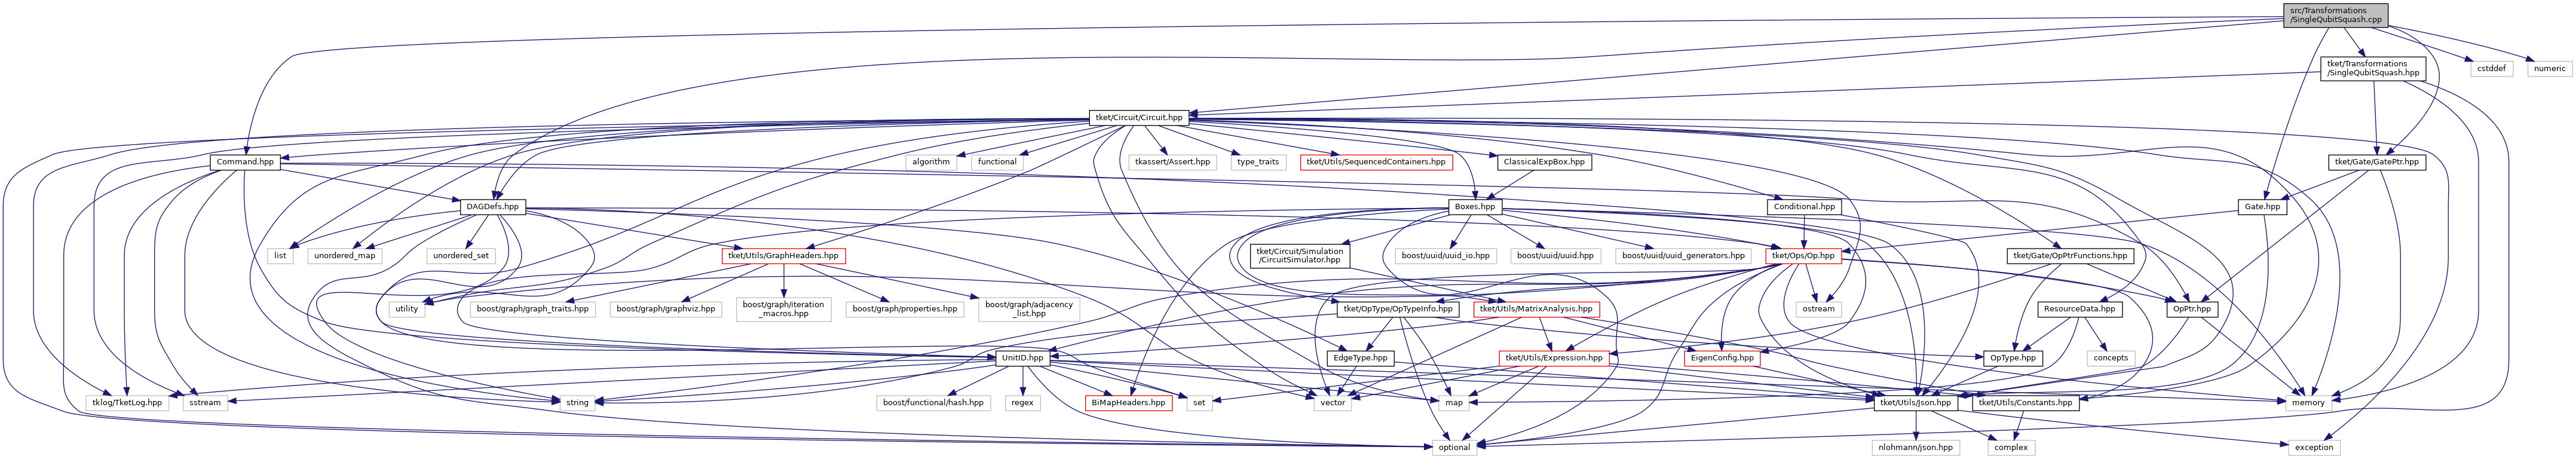 src/Transformations
/SingleQubitSquash.cpp
tket/Transformations
/SingleQubitSquash.hpp
cstddef
numeric
tket/Circuit/Circuit.hpp
Command.hpp
algorithm
functional
tkassert/Assert.hpp
type_traits
tket/Utils/SequencedContainers.hpp
ClassicalExpBox.hpp
tket/Gate/GatePtr.hpp
DAGDefs.hpp
Boxes.hpp
Conditional.hpp
Gate.hpp
list
unordered_map
unordered_set
tket/Utils/GraphHeaders.hpp
tket/Circuit/Simulation
/CircuitSimulator.hpp
boost/uuid/uuid_io.hpp
boost/uuid/uuid.hpp
boost/uuid/uuid_generators.hpp
tket/Ops/Op.hpp
tket/Gate/OpPtrFunctions.hpp
utility
boost/graph/graph_traits.hpp
boost/graph/graphviz.hpp
boost/graph/iteration
_macros.hpp
boost/graph/properties.hpp
boost/graph/adjacency
_list.hpp
tket/OpType/OpTypeInfo.hpp
tket/Utils/MatrixAnalysis.hpp
ostream
ResourceData.hpp
OpPtr.hpp
UnitID.hpp
EdgeType.hpp
tket/Utils/Expression.hpp
EigenConfig.hpp
OpType.hpp
concepts
tklog/TketLog.hpp
sstream
string
boost/functional/hash.hpp
regex
BiMapHeaders.hpp
set
vector
map
tket/Utils/Json.hpp
tket/Utils/Constants.hpp
memory
optional
nlohmann/json.hpp
complex
exception